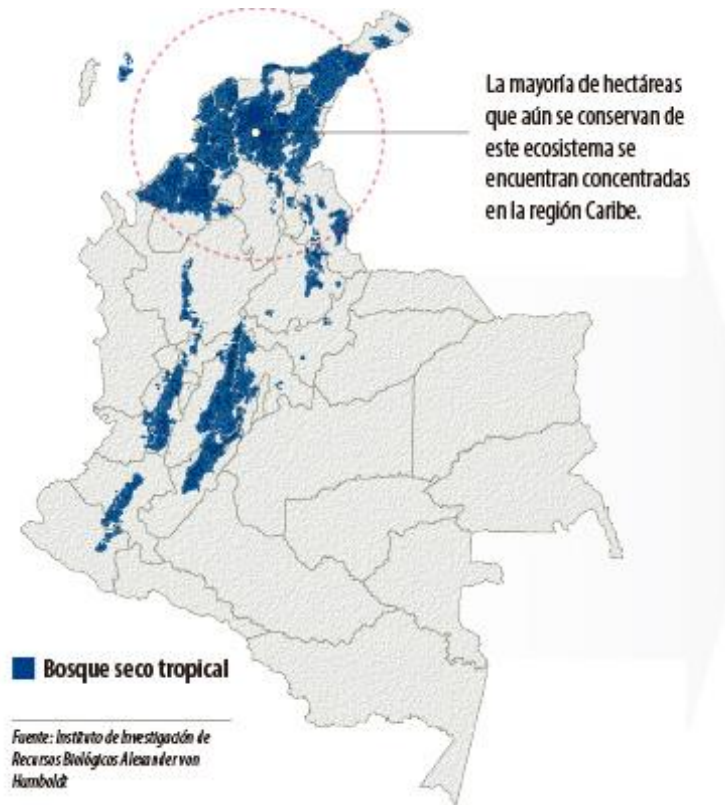 La mayoría de hectáreas
que aún se conservan de
este ecosistema se
encuentran concentradas
en la región Caribe.
Bosque seco tropical
Fuente: Instituto de Investigación de
Recursos Biológicos Alexander von
Humboldt